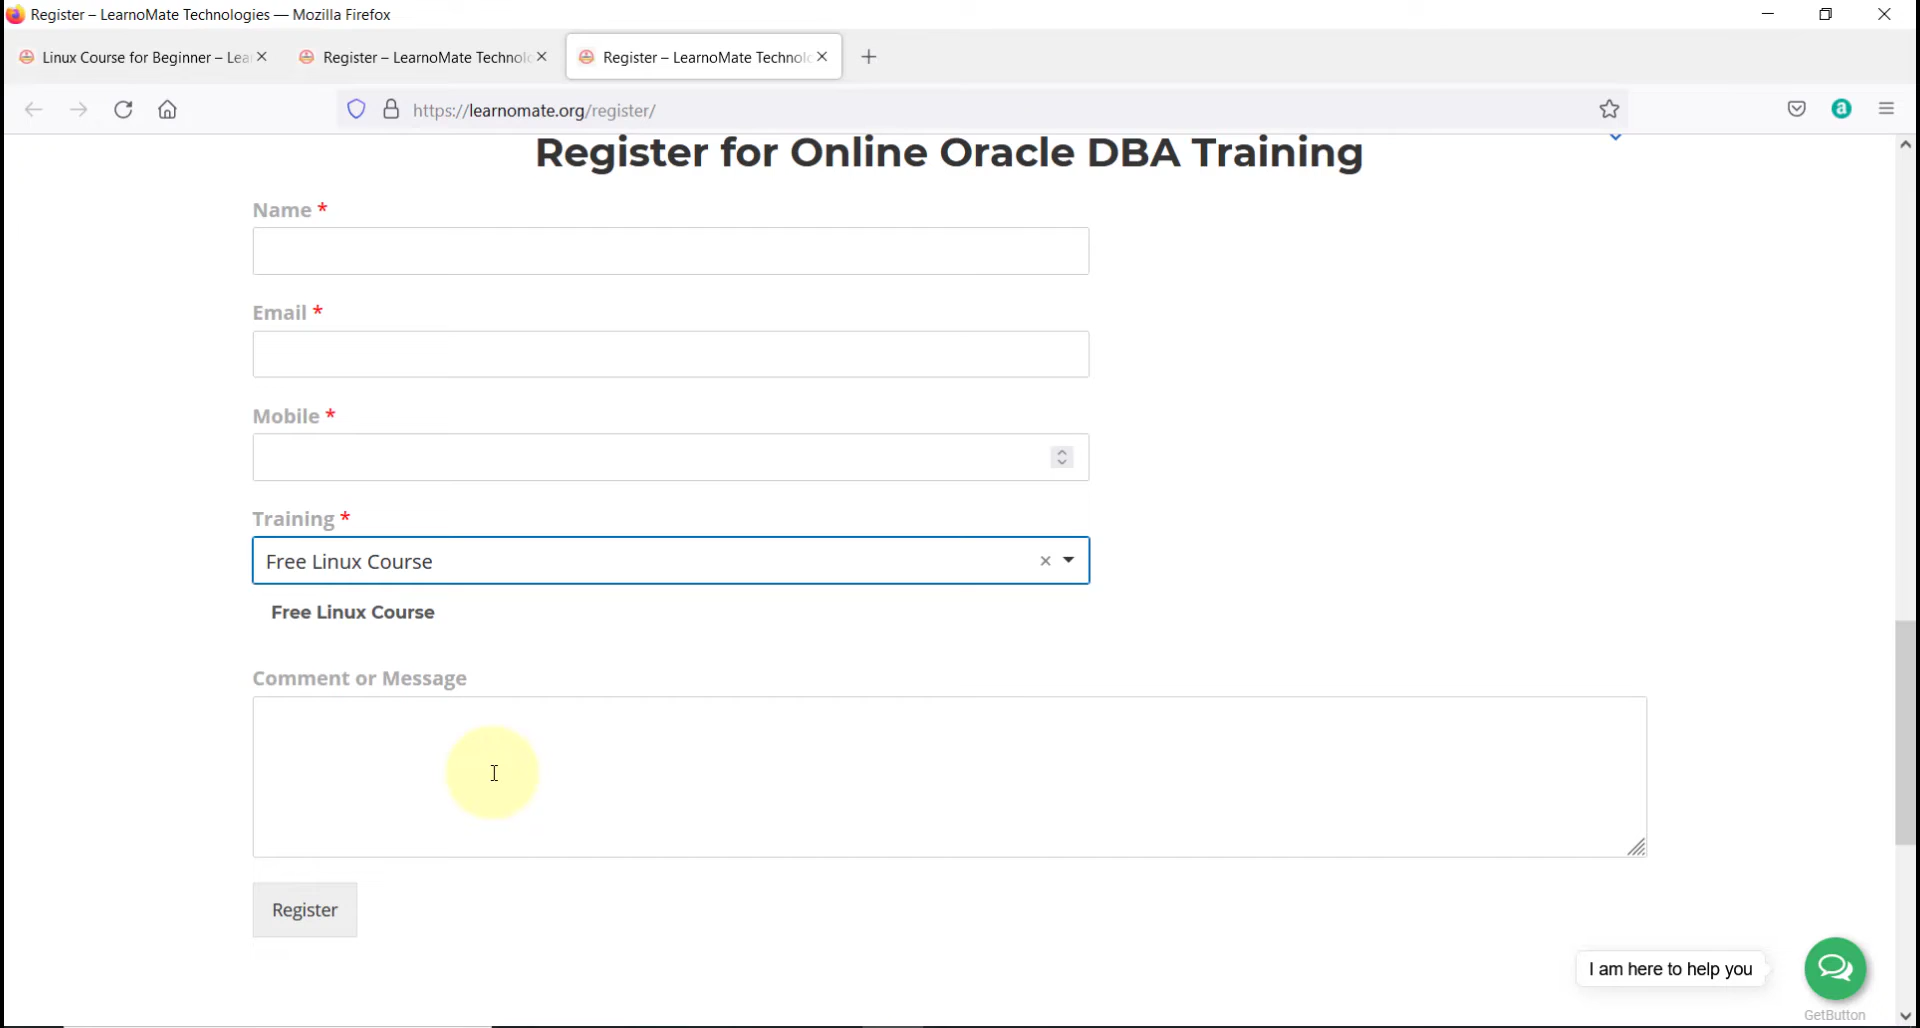 Register – LearnoMate Technologies — Mozilla Firefox
Linux Course for Beginner – Lea
Register – LearnoMate Technolo
Register – LearnoMate Technolo
https://learnomate.org/register/
a
Register for Online Oracle DBA Training
Name *
Email *
Mobile *
Training *
Free Linux Course
Free Linux Course
Comment or Message
Register
I am here to help you
GetButton